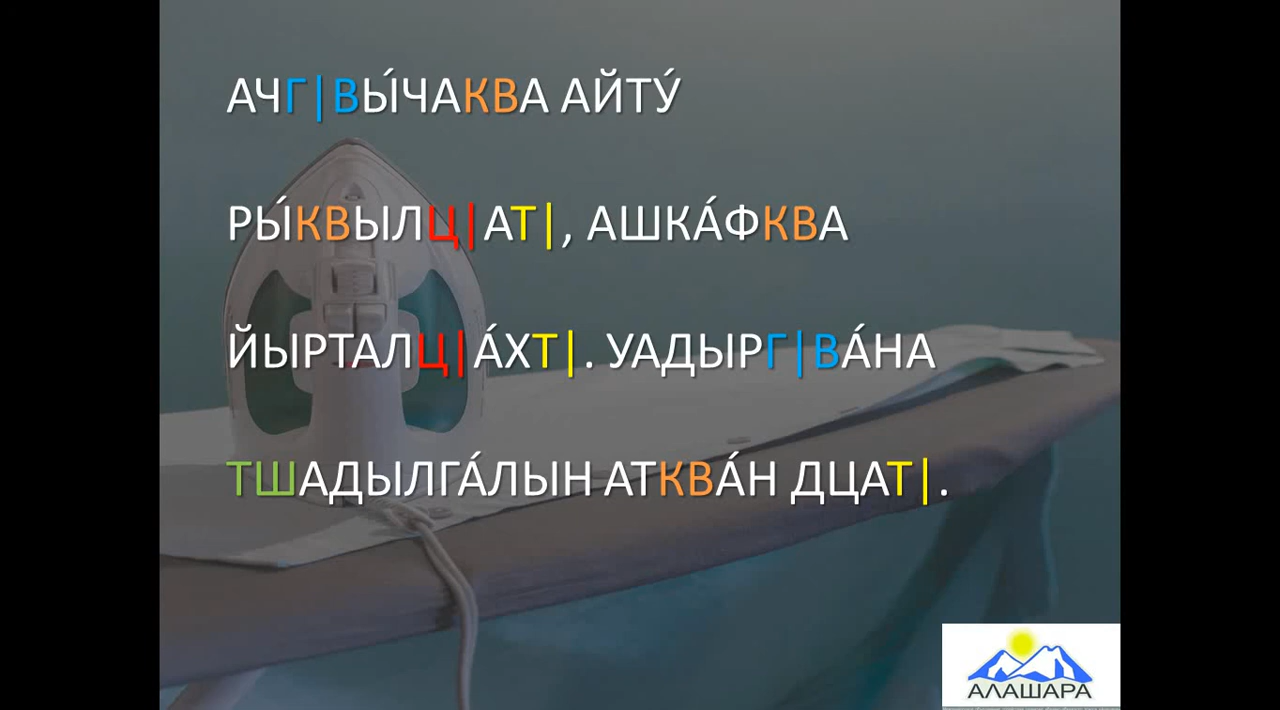 АЧГ|ВЫ́ЧАКВА АЙТУ́
РЫ́КВЫЛЦ|АТ|, АШКА́ФКВА
ЙЫРТАЛЦ|А́ХТ|. УАДЫРГ|ВА́НА
ТШАДЫЛГА́ЛЫН АТКВА́Н ДЦАТ|.
АЛАШАРА